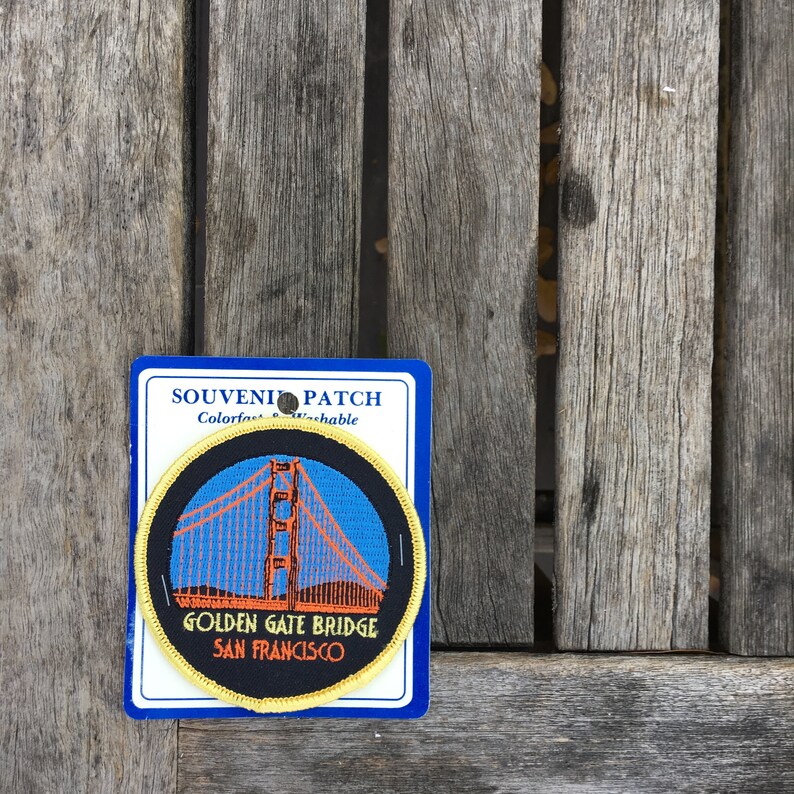 SOUVENIR PATCH
Colorfast & Washable
GOLDEN GATE BRIDGE
SAN FRANCISCO